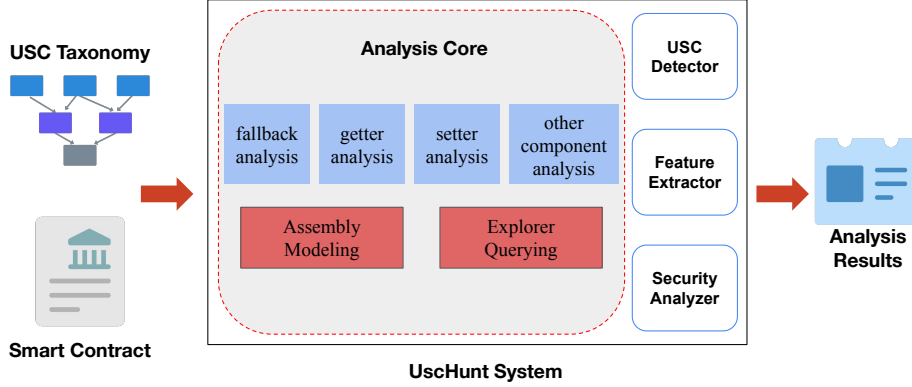 USC Taxonomy
Smart Contract
Analysis Core
fallback
analysis
getter
analysis
setter
analysis
other
component
analysis
Assembly
Modeling
Explorer
Querying
USC
Detector
Feature
Extractor
Security
Analyzer
UscHunt System
Analysis
Results